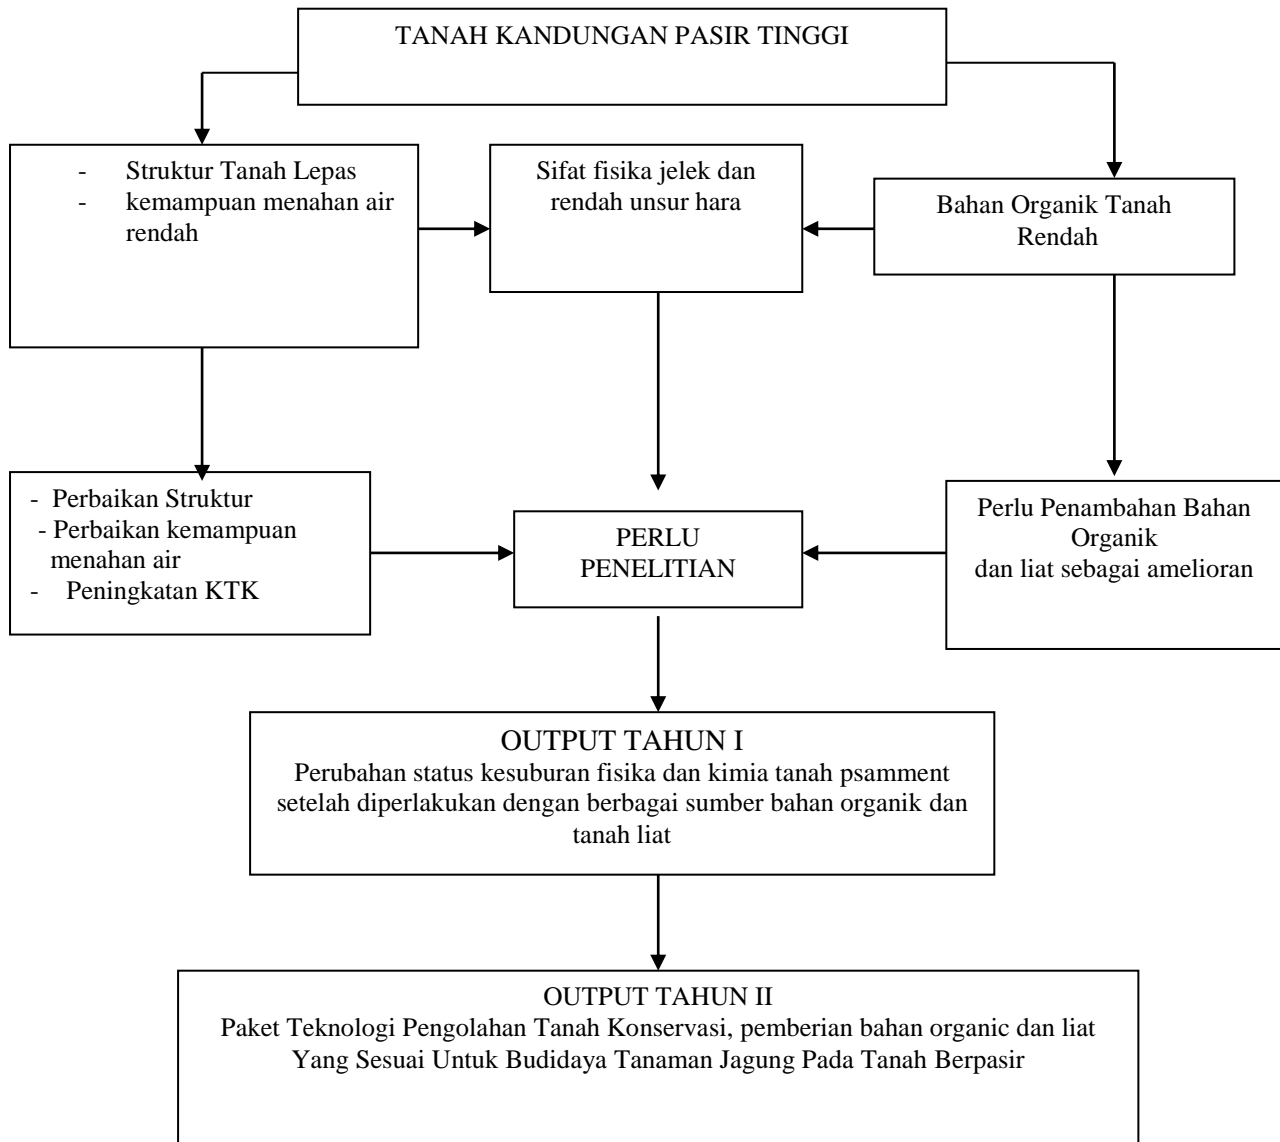 TANAH KANDUNGAN PASIR TINGGI
- Struktur Tanah Lepas
- kemampuan menahan air
rendah
Sifat fisika jelek dan
rendah unsur hara
Bahan Organik Tanah
Rendah
- Perbaikan Struktur
- Perbaikan kemampuan
menahan air
- Peningkatan KTK
PERLU
PENELITIAN
Perlu Penambahan Bahan
Organik
dan liat sebagai amelioran
OUTPUT TAHUN I
Perubahan status kesuburan fisika dan kimia tanah psamment
setelah diperlakukan dengan berbagai sumber bahan organik dan
tanah liat
OUTPUT TAHUN II
Paket Teknologi Pengolahan Tanah Konservasi, pemberian bahan organic dan liat
Yang Sesuai Untuk Budidaya Tanaman Jagung Pada Tanah Berpasir